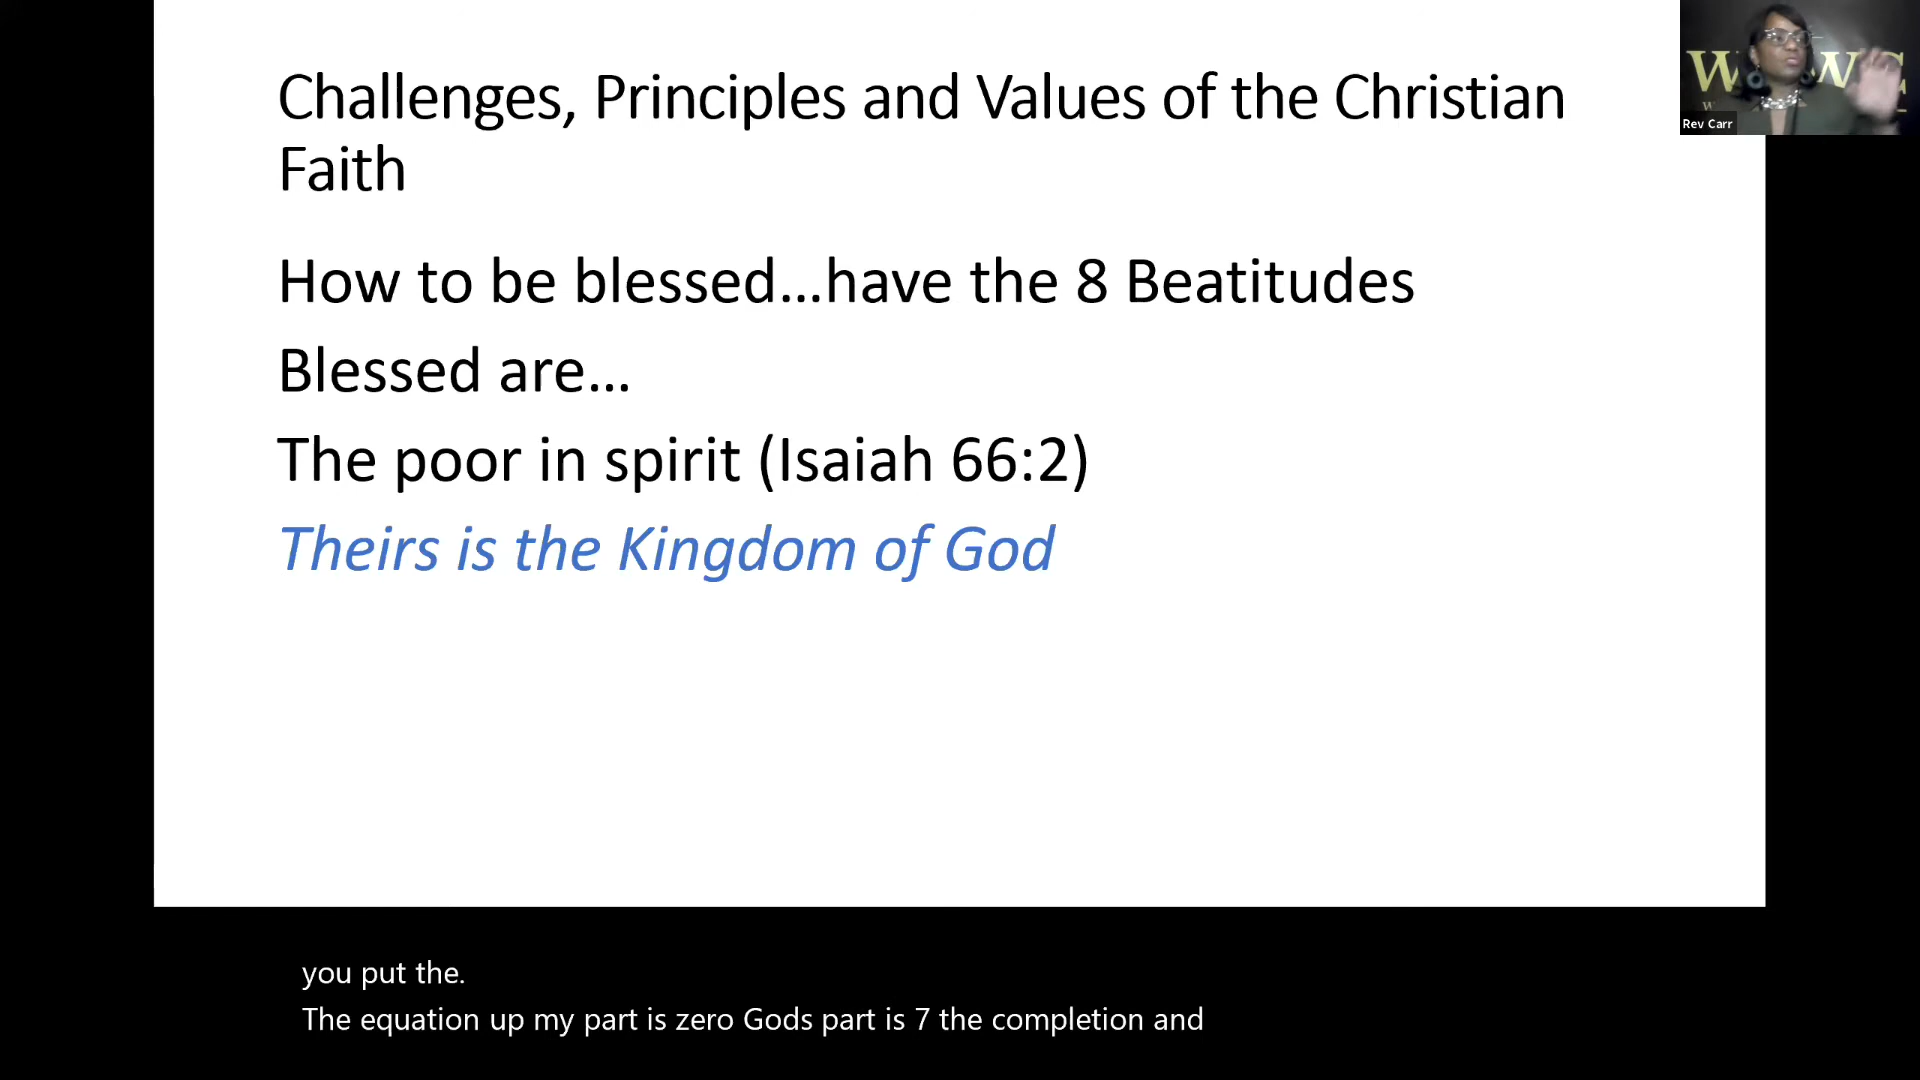 Challenges, Principles and Values of the Christian
Faith
How to be blessed...have the 8 Beatitudes
Blessed are...
The poor in spirit (Isaiah 66:2)
Theirs is the Kingdom of God
Rev Carr
you put the.
The equation up my part is zero Gods part is 7 the completion and